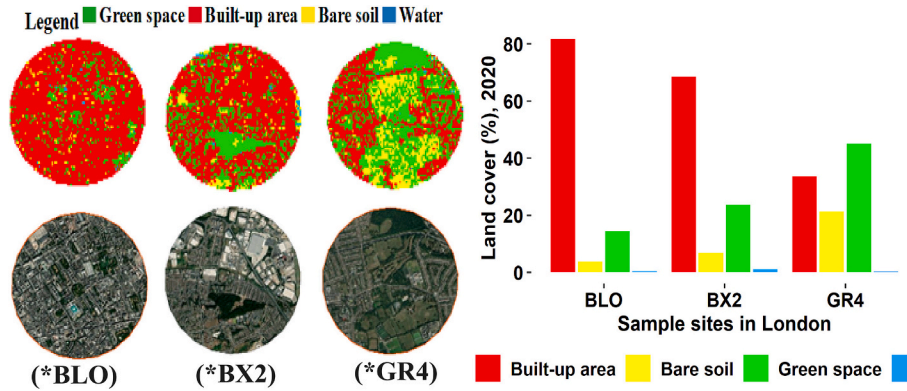 Legend Green space Built-up area Bare soil Water
(*BLO) (*BX2) (*GR4)
Land cover (%), 2020
80
60
40
20
0
BLO BX2 GR4
Sample sites in London
Built-up area Bare soil Green space